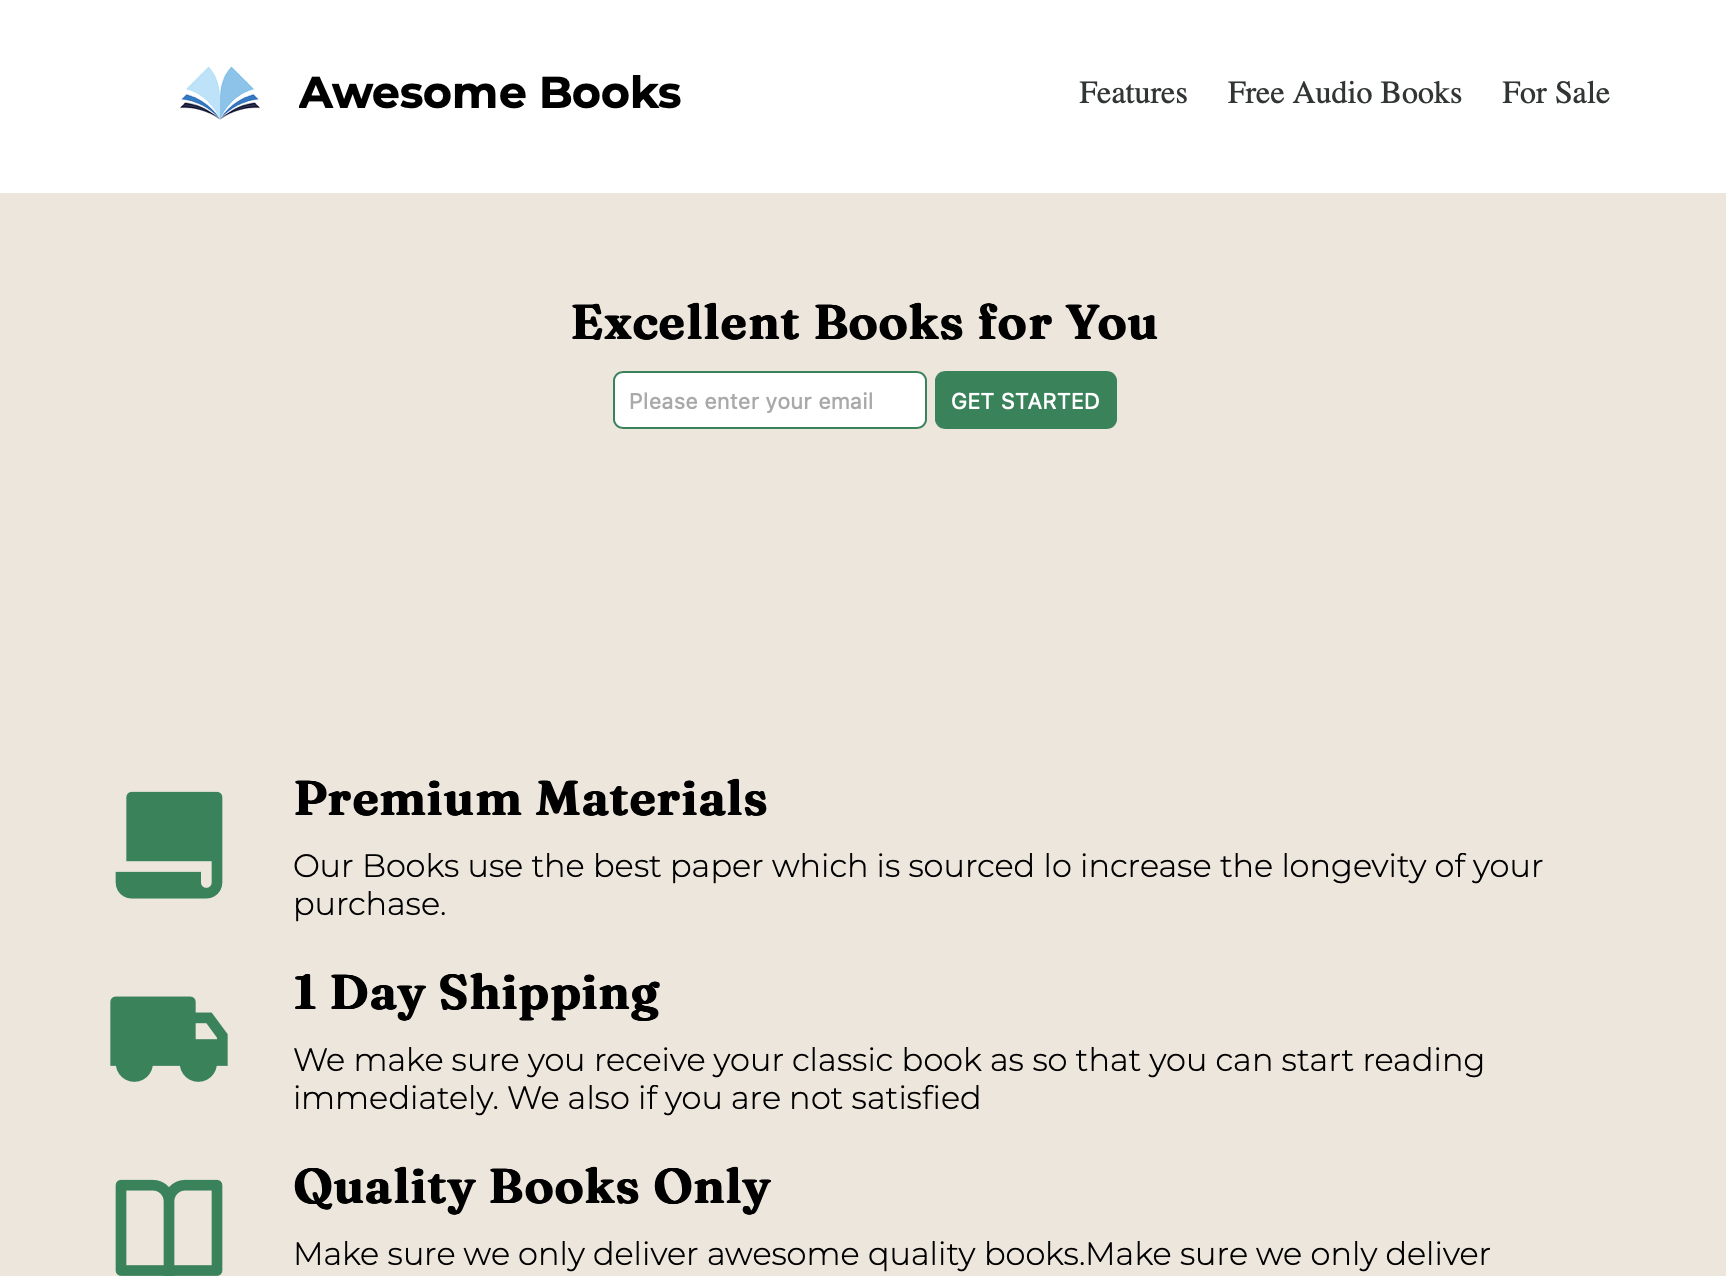 Awesome Books
Features
Free Audio Books
For Sale
Excellent Books for You
Please enter your email
GET STARTED
Premium Materials
Our Books use the best paper which is sourced lo increase the longevity of your
purchase.
1 Day Shipping
We make sure you receive your classic book as so that you can start reading
immediately. We also if you are not satisfied
Quality Books Only
Make sure we only deliver awesome quality books.Make sure we only deliver